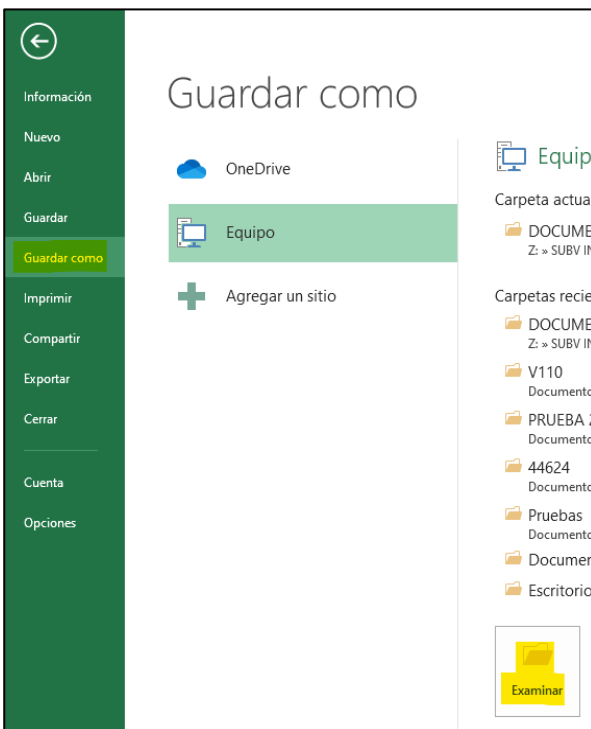 Información
Nuevo
Abrir
Guardar
Guardar como
Imprimir
Compartir
Exportar
Cerrar
Cuenta
Opciones
Guardar como
OneDrive
Equipo
Agregar un sitio
Equip
Carpeta actua
DOCUME
Z: » SUBV IN
Carpetas recie
DOCUME
Z: » SUBV IN
V110
Documento
PRUEBA 2
Documento
44624
Documento
Pruebas
Documento
Documen
Escritorio
Examinar